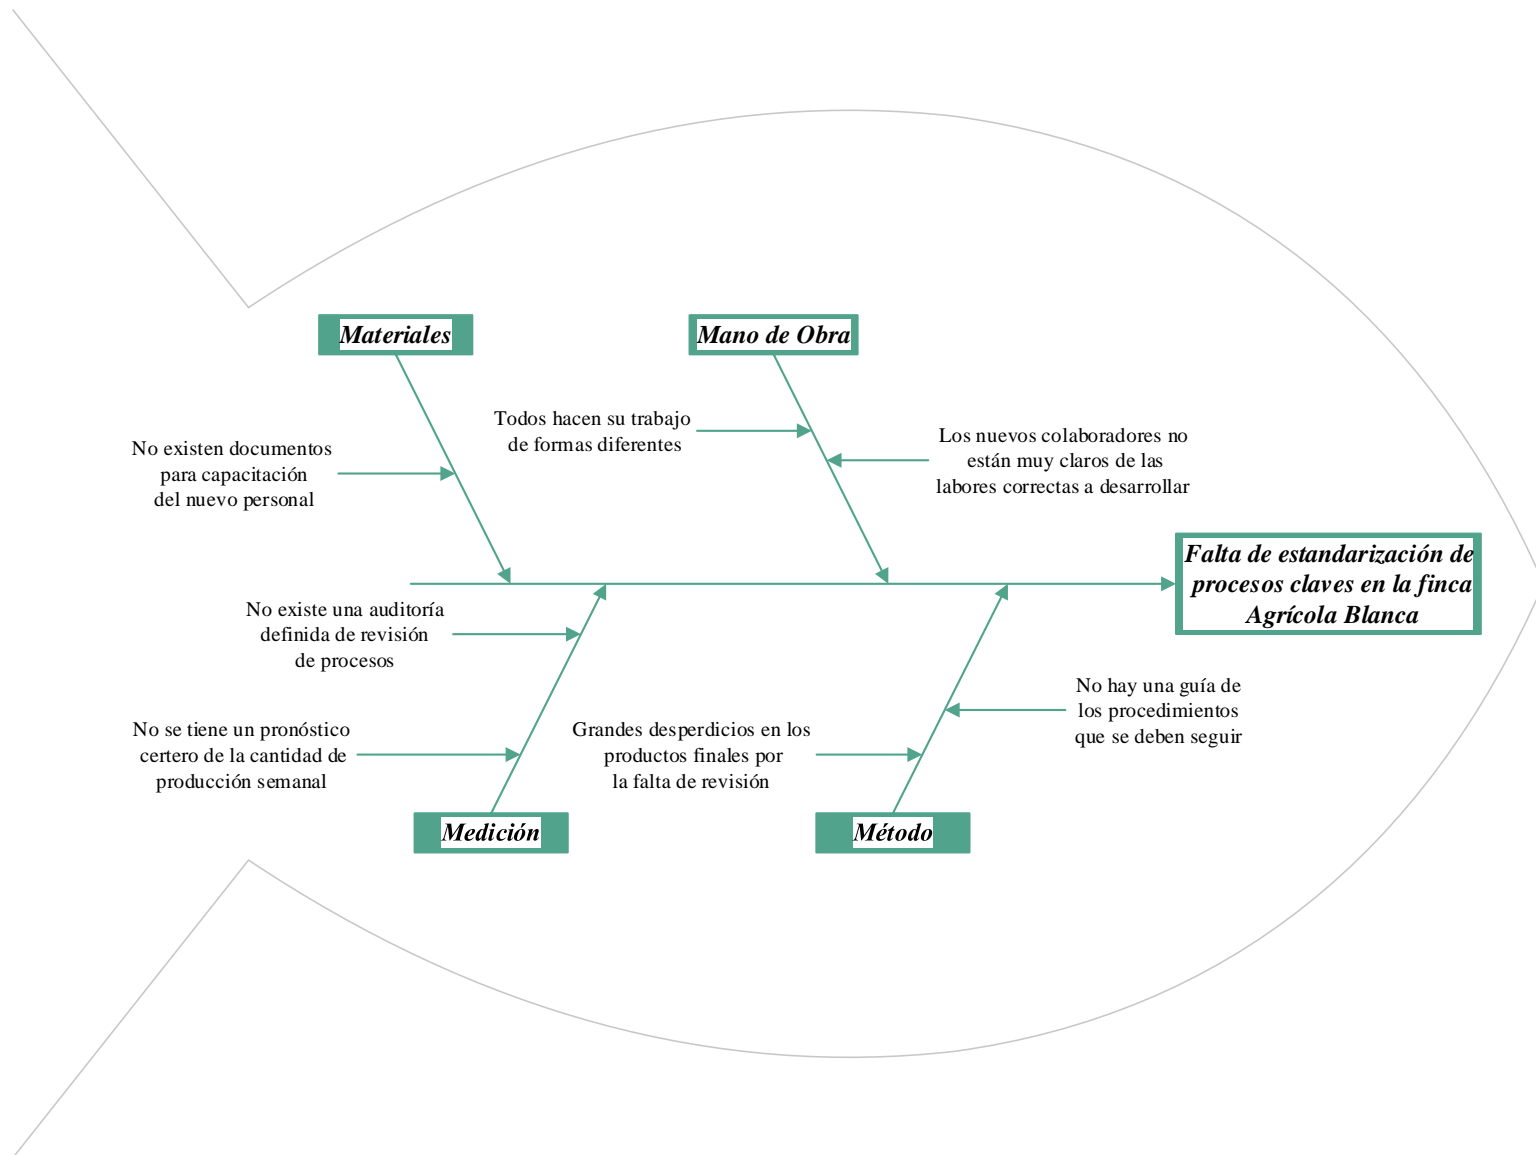 Materiales
Mano de Obra
Todos hacen su trabajo
de formas diferentes
Los nuevos colaboradores no
están muy claros de las
labores correctas a desarrollar
No existen documentos
para capacitación
del nuevo personal
Falta de estandarización de
procesos claves en la finca
Agrícola Blanca
No existe una auditoría
definida de revisión
de procesos
No hay una guía de
los procedimientos
que se deben seguir
No se tiene un pronóstico
certero de la cantidad de
producción semanal
Grandes desperdicios en los
productos finales por
la falta de revisión
Medición
Método